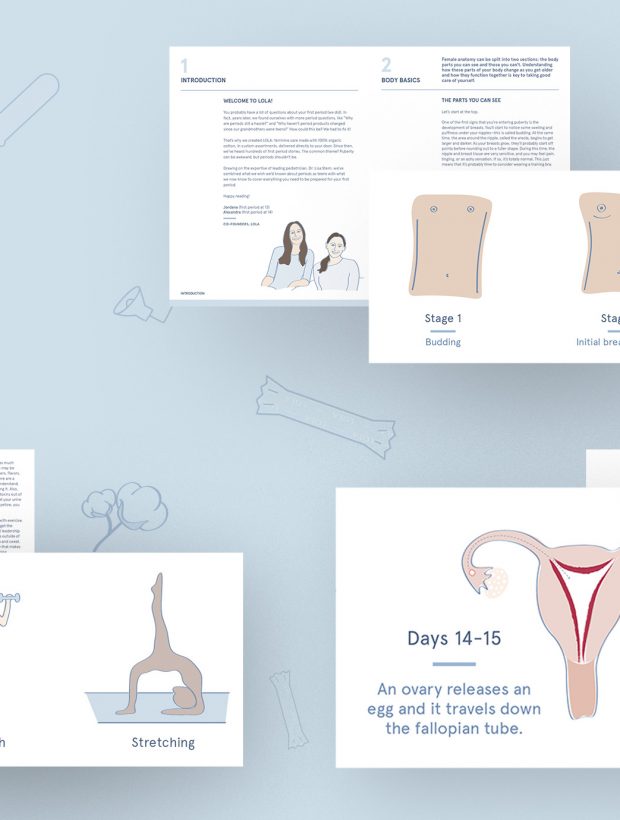 1
INTRODUCTION
WELCOME TO LOLA!
You probably have a lot of questions about your first period (we did!). In
fact, years later, we found ourselves with more period questions, like "Why
are periods still a hassle?", and "Why haven't period products changed
since our grandmothers were teens?" How could this be? We had to fix it!
That's why we created LOLA: feminine care made with 100% organic
cotton, in custom assortments, delivered directly to your door. Since then,
we've heard hundreds of first period stories. The common theme? Puberty
can be awkward, but periods shouldn't be.
Drawing on the expertise of leading pediatrician, Dr. Lisa Stern, we've
combined what we wish we'd known about periods as teens with what
we now know to cover everything you need to be prepared for your first
period.
Happy reading!
Jordana (first period at 13)
Alexandra (first period at 14)
CO-FOUNDERS, LOLA
INTRODUCTION
2
BODY BASICS
Female anatomy can be split into two sections: the body
parts you can see and those you can't. Understanding
how these parts of your body change as you get older
and how they function together is key to taking good
care of yourself.
THE PARTS YOU CAN SEE
Let's start at the top.
One of the first signs that you're entering puberty is the
development of breasts. You'll start to notice some swelling and
puffiness under your nipples—this is called budding. At the same
time, the area around the nipple, called the areola, begins to get
larger and darker. As your breasts grow, they'll probably start off
pointy before rounding out to a fuller shape. During this time, the
nipple and breast tissue are very sensitive, and you may feel pain,
tingling, or an achy sensation. If so, it's totally normal. This just
means that it's probably time to consider wearing a training bra
Stage 1
Budding
Stag
Initial brea
Stretching
Days 14-15
An ovary releases an
egg and it travels down
the fallopian tube.